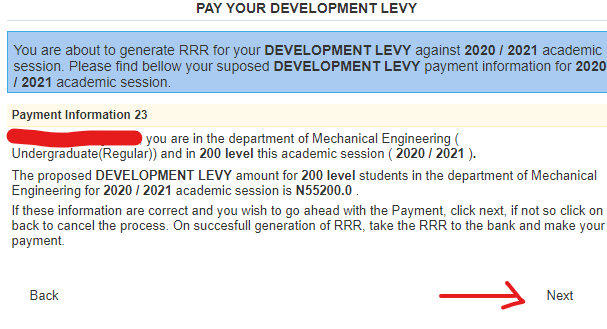 PAY YOUR DEVELOPMENT LEVY
You are about to generate RRR for your DEVELOPMENT LEVY against 2020 / 2021 academic
session. Please find bellow your suposed DEVELOPMENT LEVY payment information for 2020
/ 2021 academic session.
Payment Information 23
you are in the department of Mechanical Engineering (
Undergraduate(Regular)) and in 200 level this academic session ( 2020 / 2021 ).
The proposed DEVELOPMENT LEVY amount for 200 level students in the department of Mechanical
Engineering for 2020 / 2021 academic session is N55200.0 .
If these information are correct and you wish to go ahead with the Payment, click next, if not so click on
back to cancel the process. On succesfull generation of RRR, take the RRR to the bank and make your
payment.
Back Next